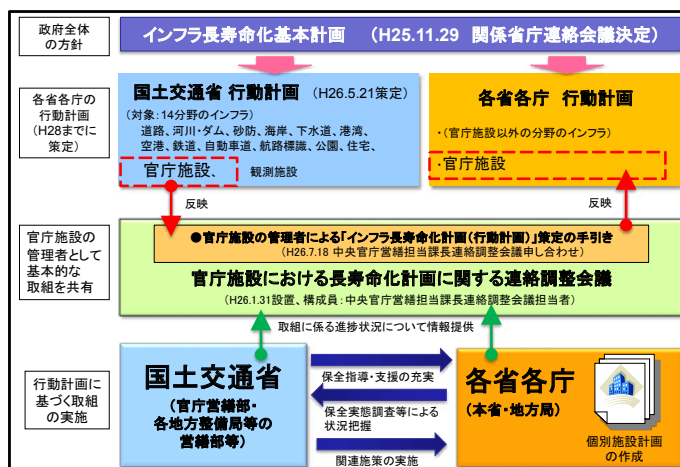 政府全体
の方針
インフラ長寿命化基本計画 (H25.11.29 関係省庁連絡会議決定)
各省各庁の
行動計画
(H28までに
策定)
国土交通省 行動計画 (H26.5.21策定)
(対象:14分野のインフラ)
道路、河川・ダム、砂防、海岸、下水道、港湾、
空港、鉄道、自動車道、航路標識、公園、住宅、
官庁施設、 観測施設
各省各庁 行動計画
・(官庁施設以外の分野のインフラ)
・官庁施設
反映
反映
官庁施設の
管理者として
基本的な
取組を共有
●官庁施設の管理者による「インフラ長寿命化計画(行動計画)」策定の手引き
(H26.7.18 中央官庁営繕担当課長連絡調整会議申し合わせ)
官庁施設における長寿命化計画に関する連絡調整会議
(H26.1.31設置、構成員:中央官庁営繕担当課長連絡調整会議担当者)
取組に係る進捗状況について情報提供
行動計画に
基づく取組
の実施
国土交通省
(官庁営繕部・
各地方整備局等の
営繕部等)
保全指導・支援の充実
保全実態調査等による
状況把握
関連施策の実施
各省各庁
(本省・地方局)
個別施設計画
の作成